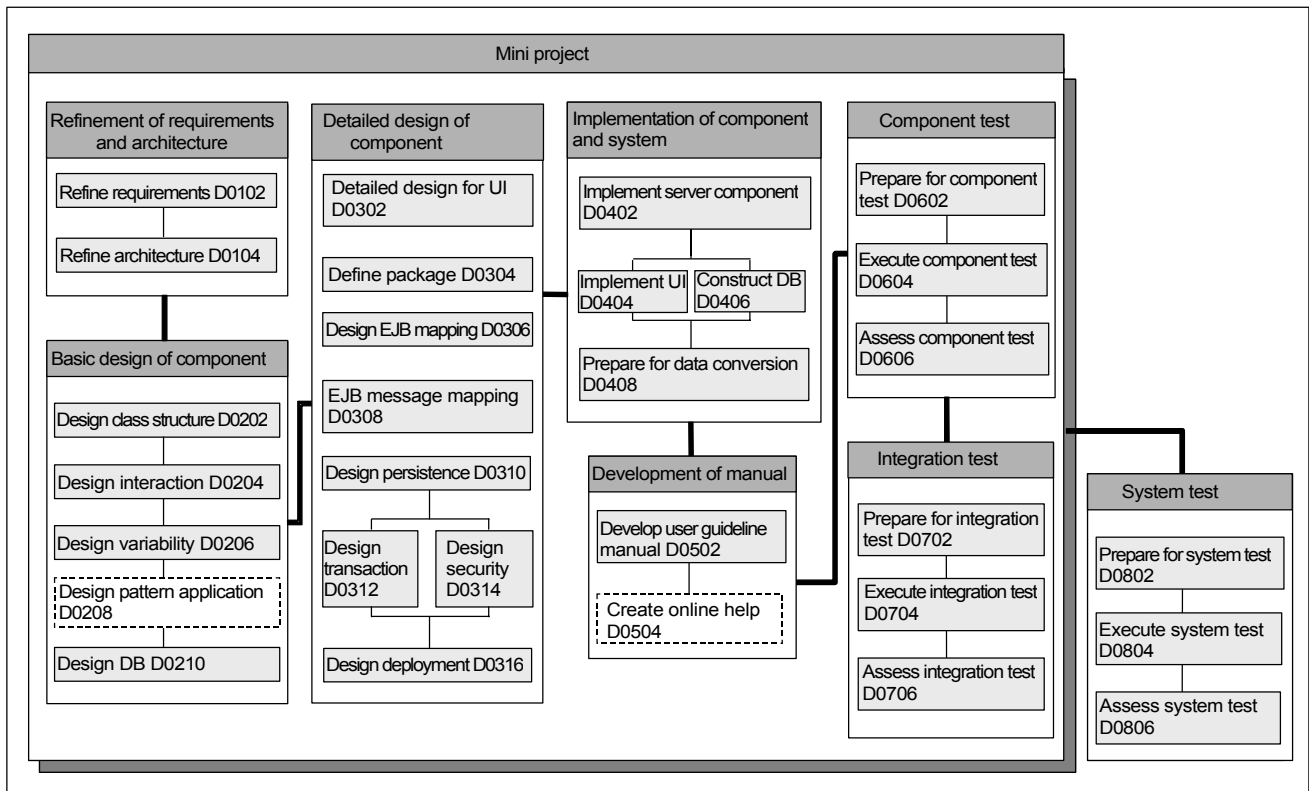 Mini project
Refinement of requirements
and architecture
Refine requirements D0102
Refine architecture D0104
Basic design of component
Design class structure D0202
Design interaction D0204
Design variability D0206
Design pattern application
D0208
Design DB D0210
Detailed design of
component
Detailed design for UI
D0302
Define package D0304
Design EJB mapping D0306
EJB message mapping
D0308
Design persistence D0310
Design
transaction
D0312
Design
security
D0314
Design deployment D0316
Implementation of component
and system
Implement server component
D0402
Implement UI
D0404
Construct DB
D0406
Prepare for data conversion
D0408
Development of manual
Develop user guideline
manual D0502
Create online help
D0504
Component test
Prepare for component
test D0602
Execute component test
D0604
Assess component test
D0606
Integration test
Prepare for integration
test D0702
Execute integration test
D0704
Assess integration test
D0706
System test
Prepare for system test
D0802
Execute system test
D0804
Assess system test
D0806